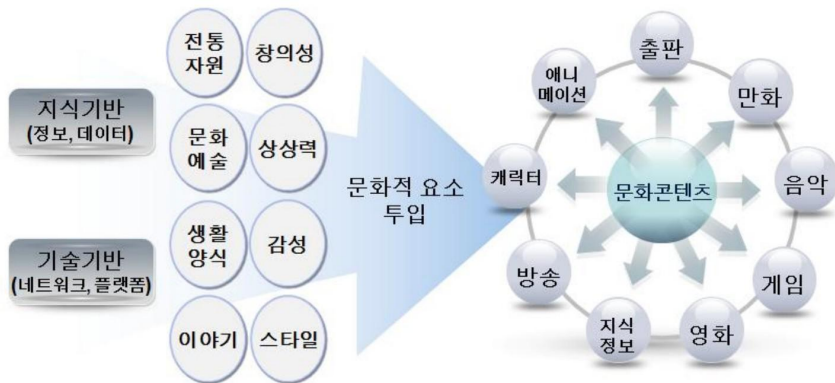 지식기반
(정보, 데이터)
기술기반
(네트워크, 플랫폼)
전통
자원
창의성
문화
예술
상상력
생활
양식
감성
이야기
스타일
문화적 요소
투입
문화콘텐츠
출판
만화
음악
게임
영화
지식
정보
방송
캐릭터
애니
메이션